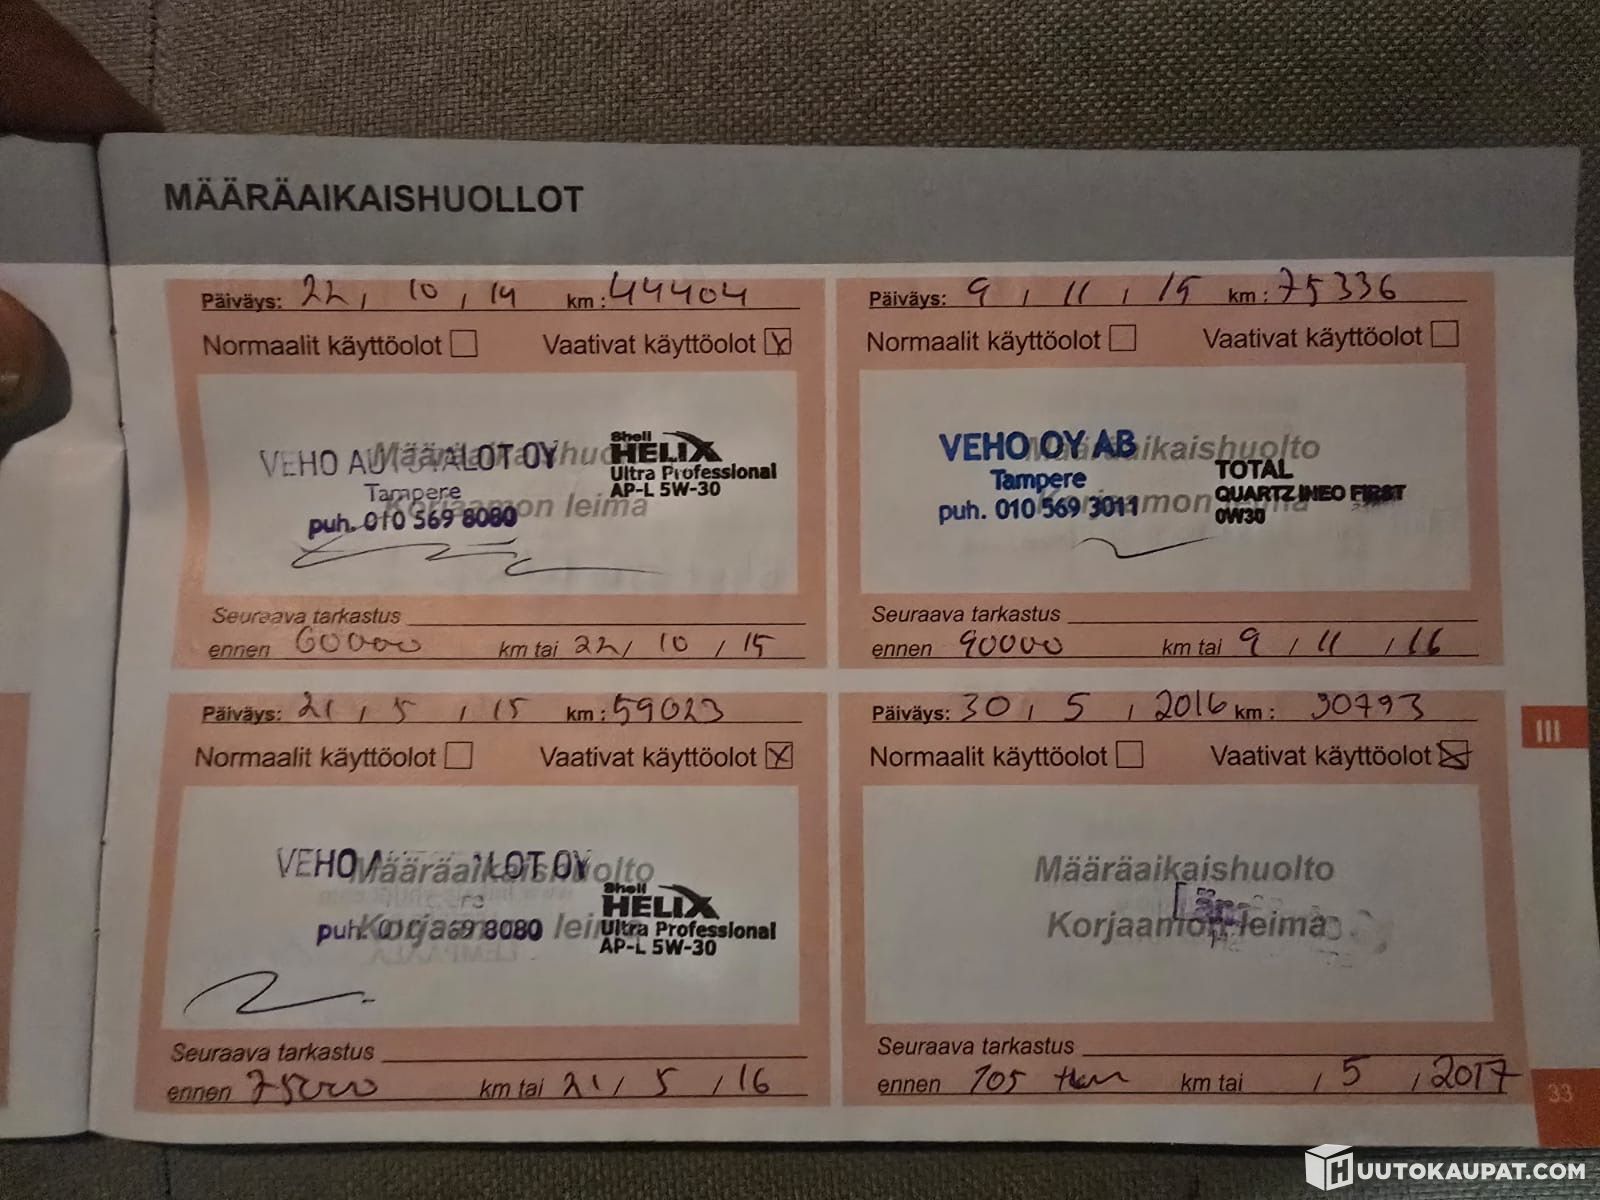 MÄÄRÄAIKAISHUOLLOT
Päiväys: 22 / 10 / 14 km: 44404
Normaalit käyttöolot Vaativat käyttöolot X
Määräaikaishuolto
Korjaamon leima
VEHO AUTOTALOT OY
Tampere
puh. 010 569 8080
Shell
HELIX
Ultra Professional
AP-L 5W-30
Seuraava tarkastus
ennen 60000 km tai 22 / 10 / 15
Päiväys: 9 / 11 / 15 km: 75336
Normaalit käyttöolot Vaativat käyttöolot
Määräaikaishuolto
Korjaamon leima
VEHO OY AB
Tampere
puh. 010 569 3011
TOTAL
QUARTZ INEO FIRST
0W30
Seuraava tarkastus
ennen 90000 km tai 9 / 11 / 16
Päiväys: 21 / 5 / 15 km: 59023
Normaalit käyttöolot Vaativat käyttöolot X
Määräaikaishuolto
Korjaamon leima
VEHO A LOT OY
puh. 010 569 8080
Shell
HELIX
Ultra Professional
AP-L 5W-30
Seuraava tarkastus
ennen 75000 km tai 21 / 5 / 16
Päiväys: 30 / 5 / 2016 km: 90793
Normaalit käyttöolot Vaativat käyttöolot X
Määräaikaishuolto
Korjaamon leima
Seuraava tarkastus
ennen 105 tkm km tai / 5 / 2017
III
33
HUUTOKAUPAT.COM